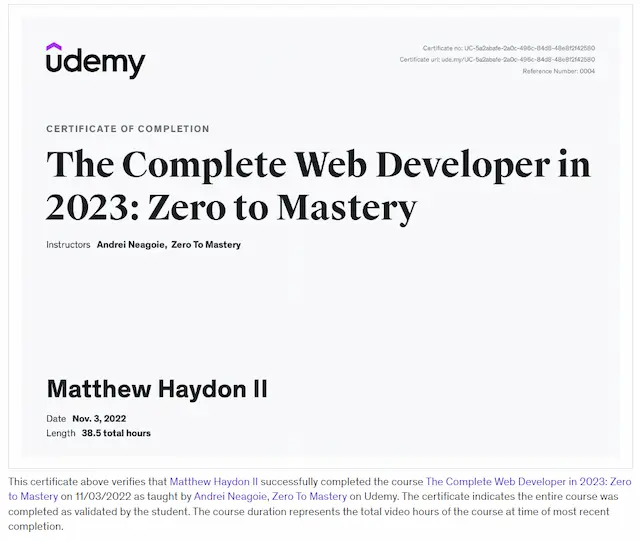 udemy
Certificate no: UC-5a2abafe-2a0c-496c-84d8-48e8f2f42560
Certificate url: ude.my/UC-5a2abafe-2a0c-496c-84d8-48e8f2f42560
Reference Number: 0004
CERTIFICATE OF COMPLETION
The Complete Web Developer in
2023: Zero to Mastery
Instructors Andrei Neagoie, Zero To Mastery
Matthew Haydon II
Date Nov. 3, 2022
Length 38.5 total hours
This certificate above verifies that Matthew Haydon II successfully completed the course The Complete Web Developer in 2023: Zero
to Mastery on 11/03/2022 as taught by Andrei Neagoie, Zero To Mastery on Udemy. The certificate indicates the entire course was
completed as validated by the student. The course duration represents the total video hours of the course at time of most recent
completion.